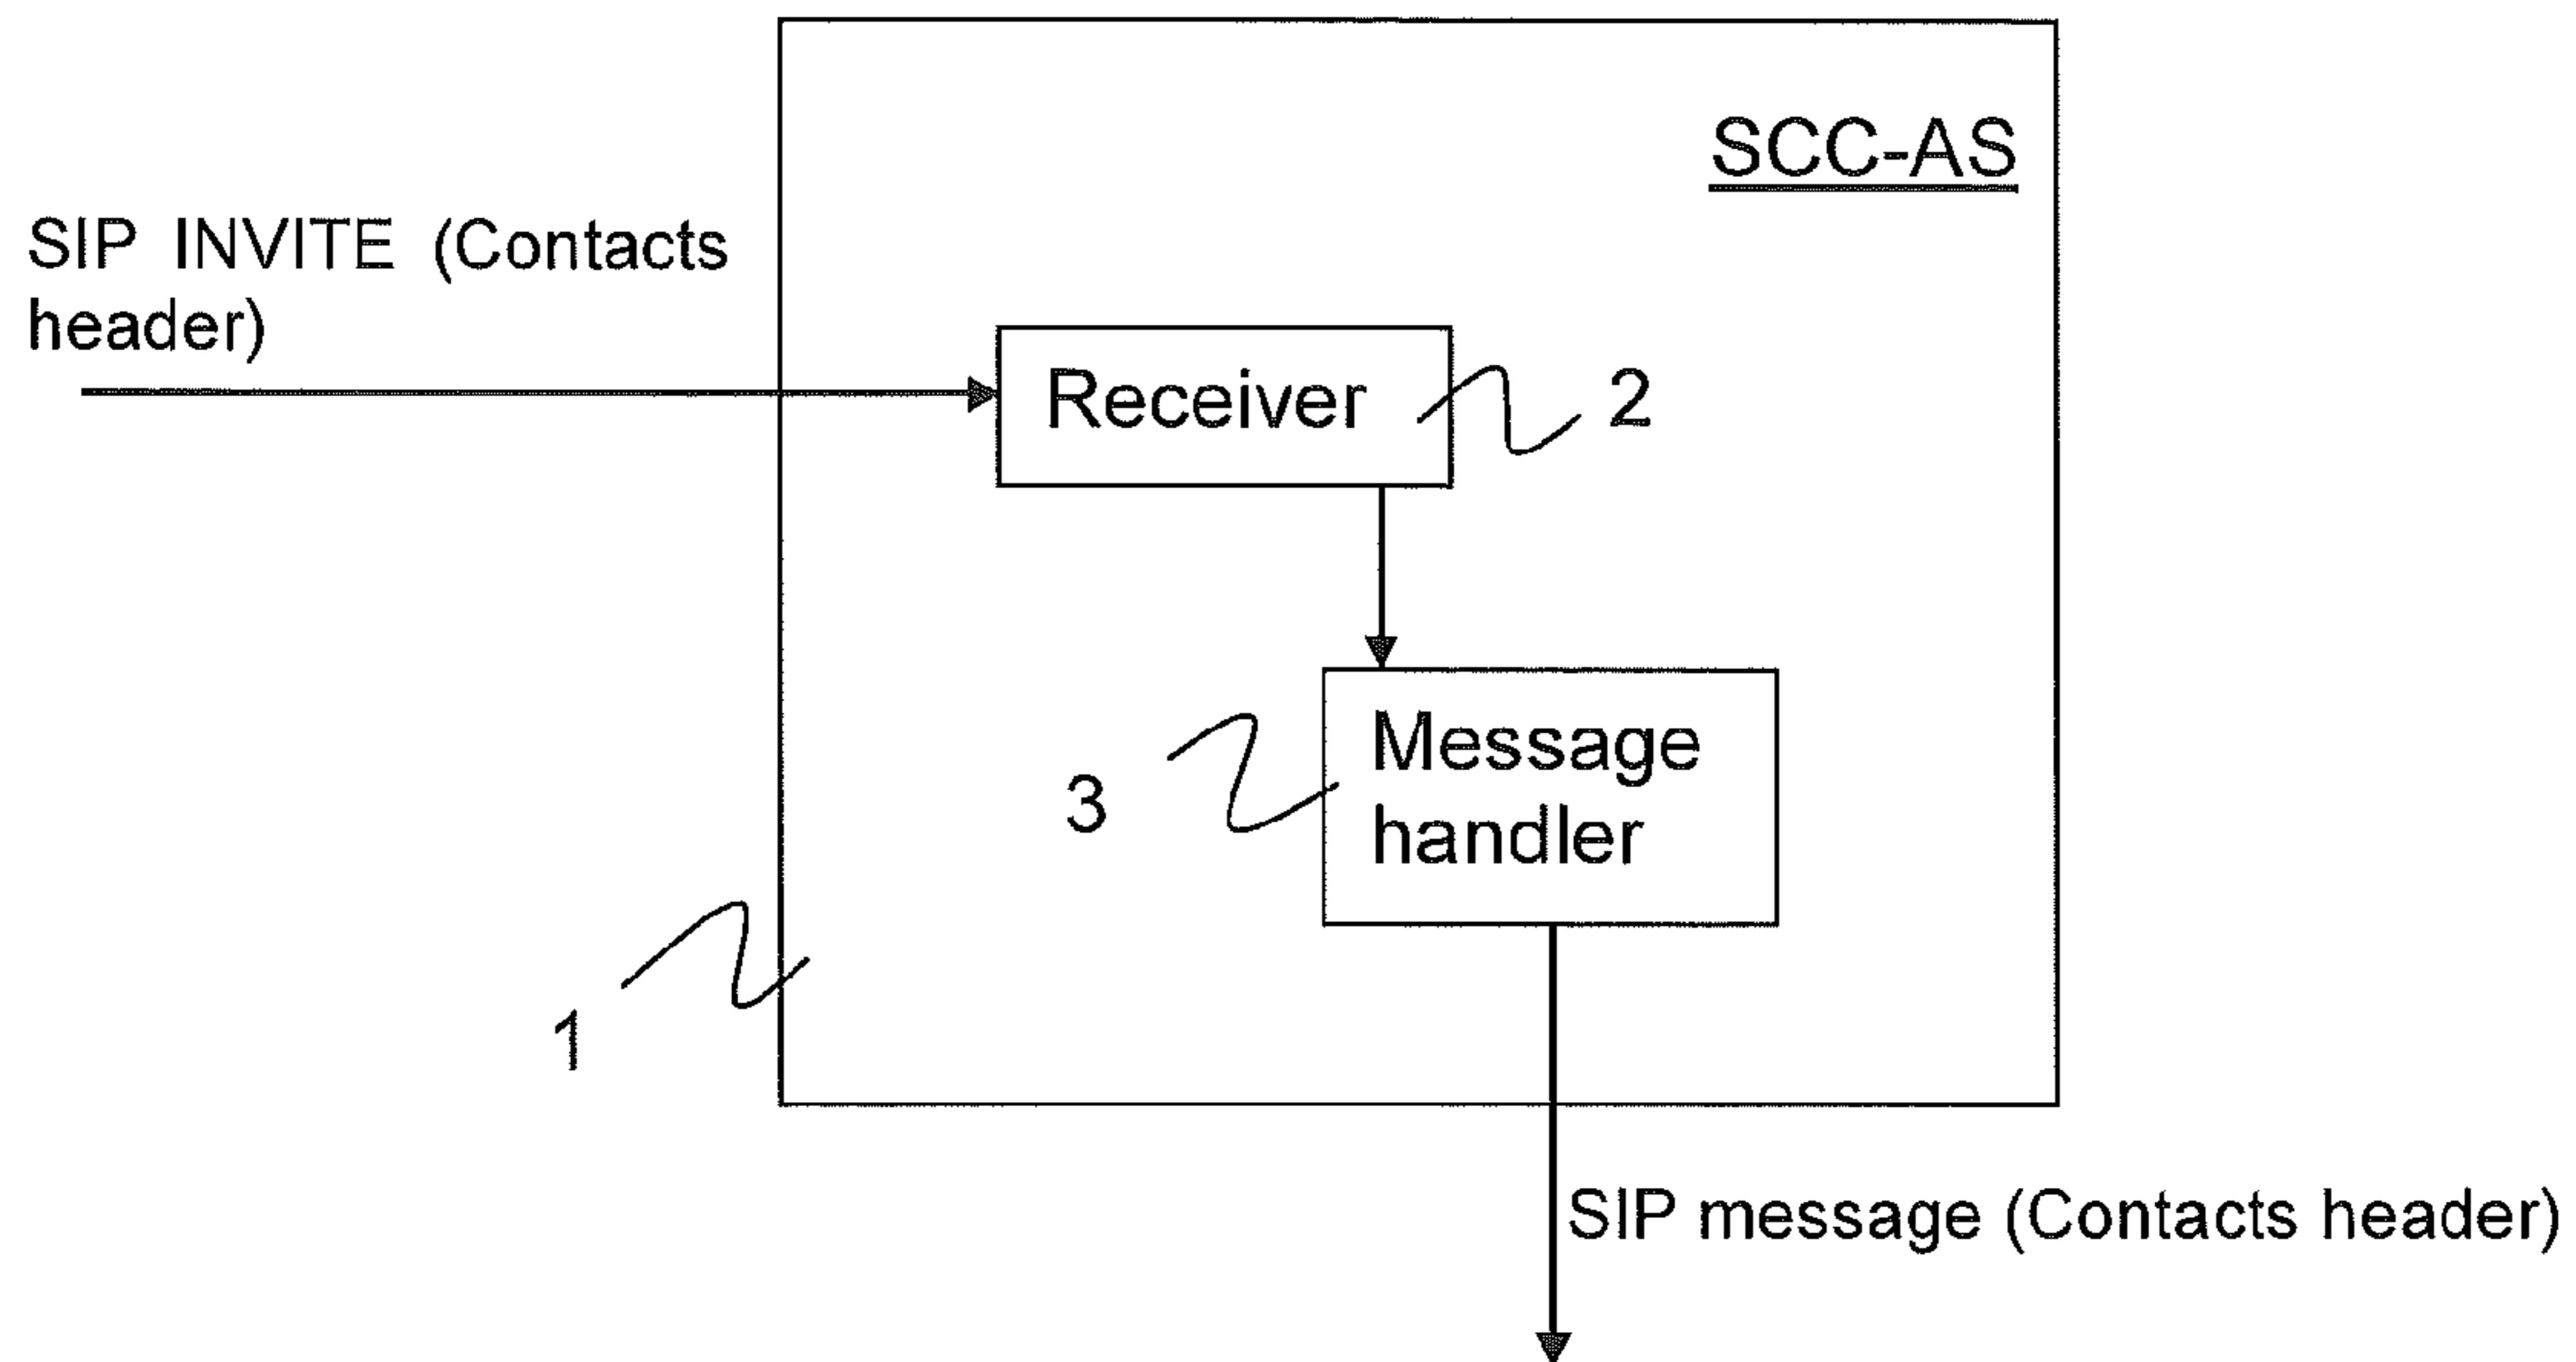 SCC-AS
SIP INVITE (Contacts
header)
Receiver
2
Message
handler
3
1
SIP message (Contacts header)